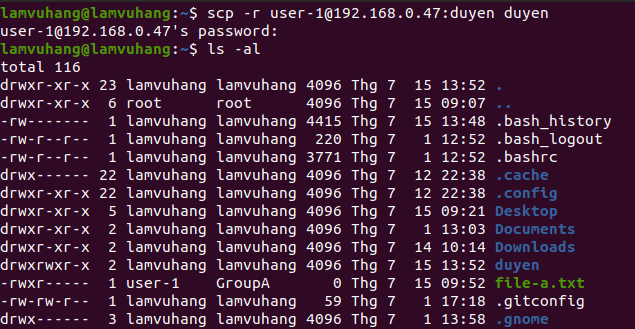 lamvuhang@lamvuhang:~$ scp -r user-1@192.168.0.47:duyen duyen
user-1@192.168.0.47's password:
lamvuhang@lamvuhang:~$ ls -al
total 116
drwxr-xr-x 23 lamvuhang lamvuhang 4096 Thg 7  15 13:52 .
drwxr-xr-x  6 root      root      4096 Thg 7  15 09:07 ..
-rw-------  1 lamvuhang lamvuhang 4415 Thg 7  15 13:48 .bash_history
-rw-r--r--  1 lamvuhang lamvuhang  220 Thg 7   1 12:52 .bash_logout
-rw-r--r--  1 lamvuhang lamvuhang 3771 Thg 7   1 12:52 .bashrc
drwx------ 22 lamvuhang lamvuhang 4096 Thg 7  12 22:38 .cache
drwxr-xr-x 22 lamvuhang lamvuhang 4096 Thg 7  12 22:38 .config
drwxr-xr-x  5 lamvuhang lamvuhang 4096 Thg 7  15 09:21 Desktop
drwxr-xr-x  2 lamvuhang lamvuhang 4096 Thg 7   1 13:03 Documents
drwxr-xr-x  2 lamvuhang lamvuhang 4096 Thg 7  14 10:14 Downloads
drwxrwxr-x  2 lamvuhang lamvuhang 4096 Thg 7  15 13:52 duyen
-rwxr-----  1 user-1    GroupA       0 Thg 7  15 09:52 file-a.txt
-rw-rw-r--  1 lamvuhang lamvuhang   59 Thg 7   1 17:18 .gitconfig
drwx------  3 lamvuhang lamvuhang 4096 Thg 7   1 13:58 .gnome